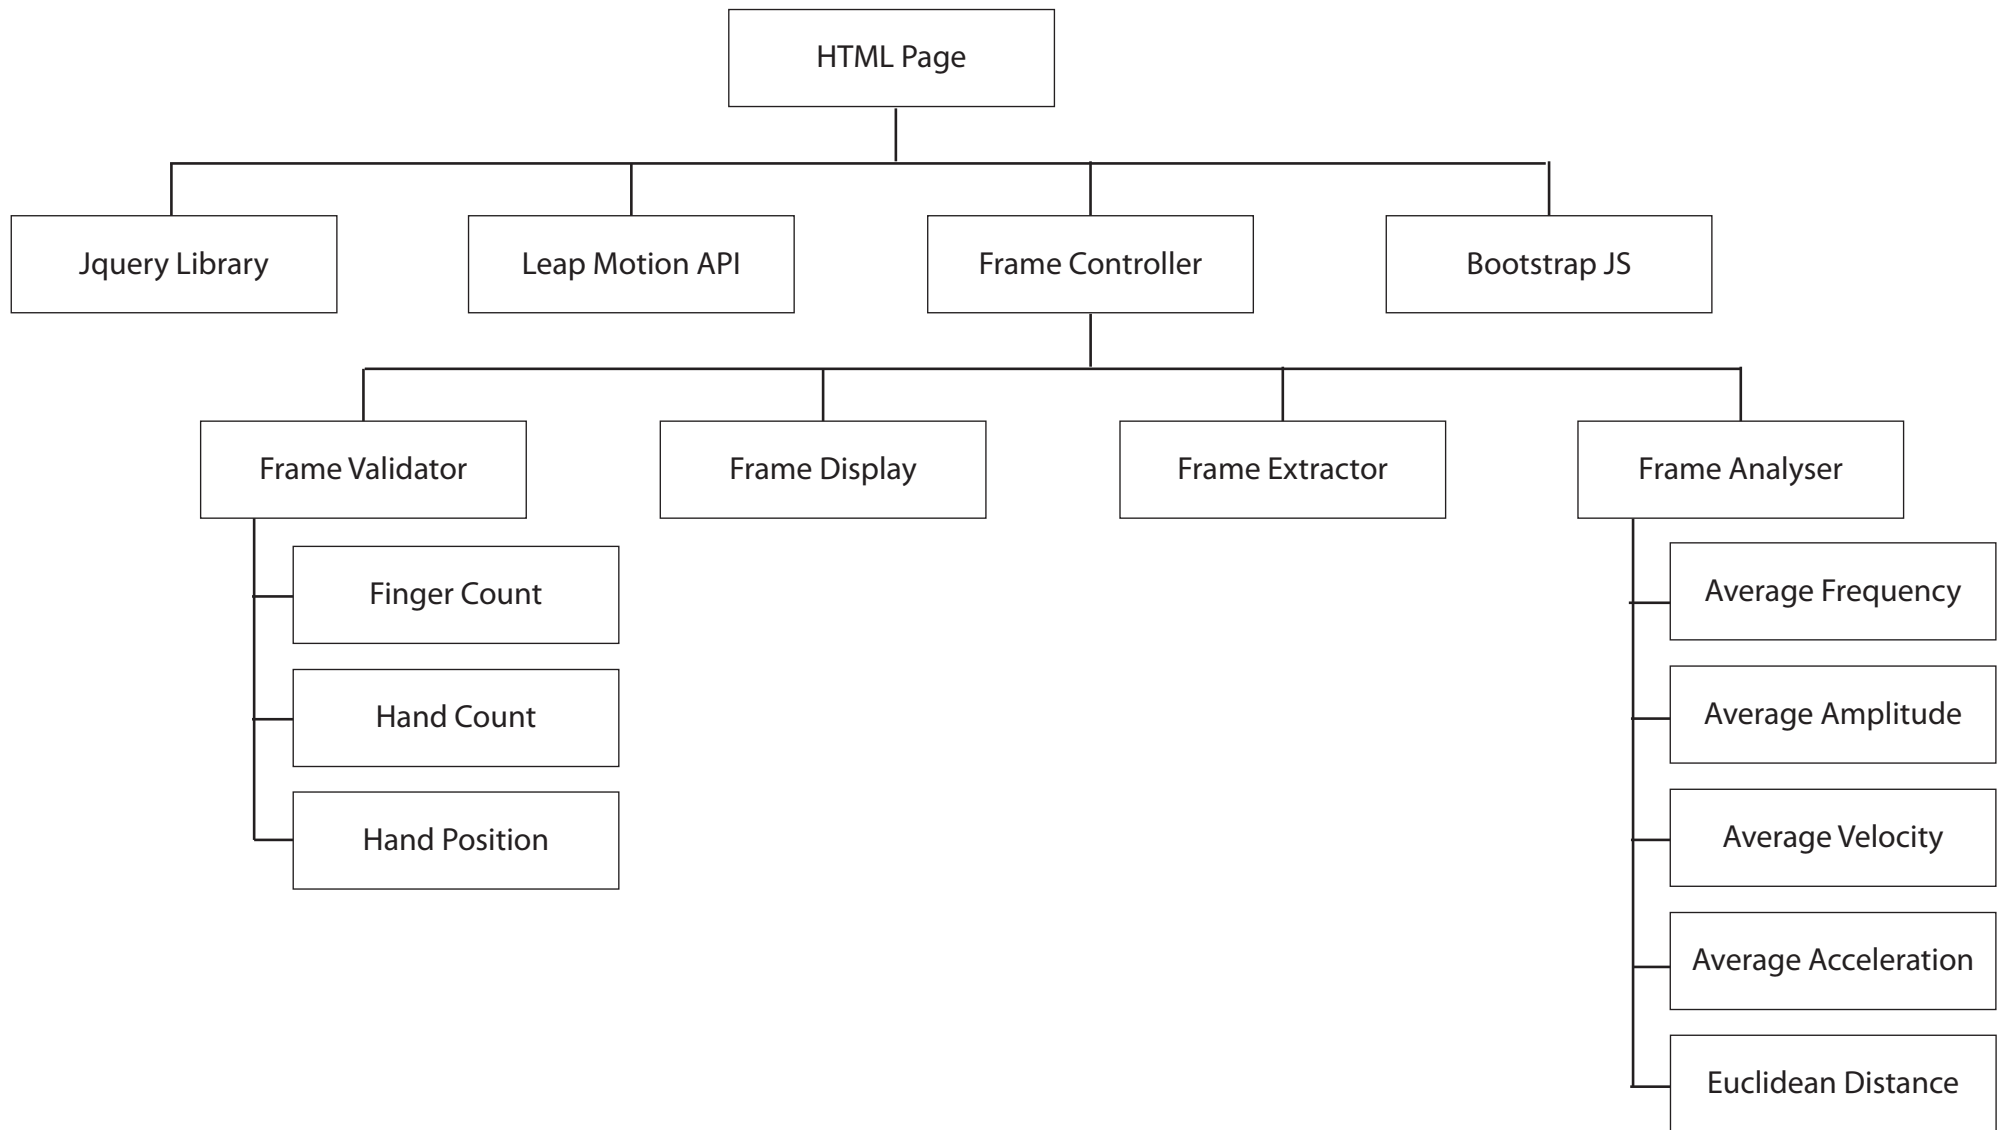 HTML Page
Jquery Library
Leap Motion API
Frame Controller
Bootstrap JS
Frame Validator
Frame Display
Frame Extractor
Frame Analyser
Finger Count
Hand Count
Hand Position
Average Frequency
Average Amplitude
Average Velocity
Average Acceleration
Euclidean Distance